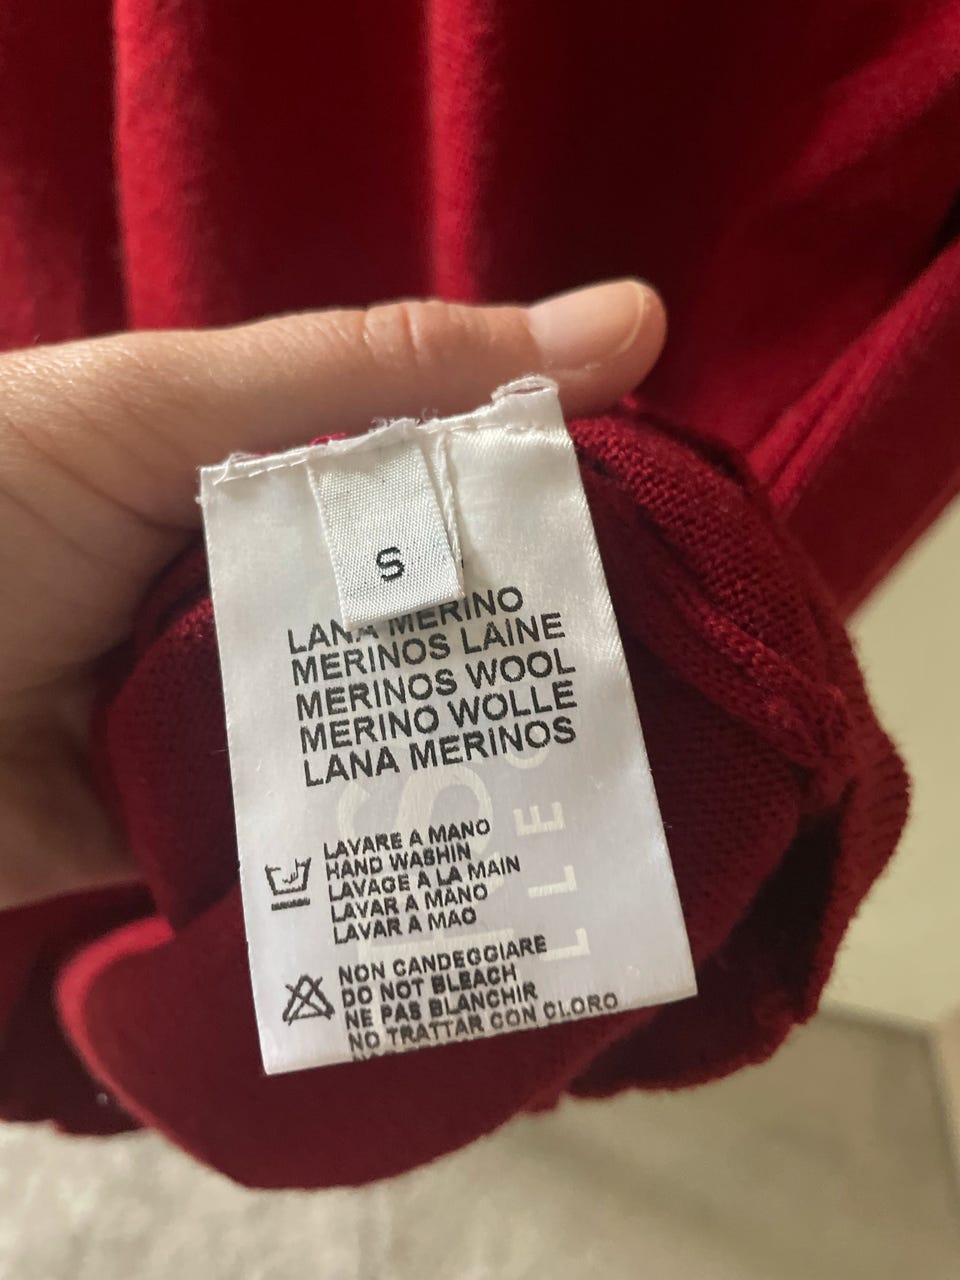 S
LANA MERINO
MERINOS LAINE
MERINOS WOOL
MERINO WOLLE
LANA MERINOS
LAVARE A MANO
HAND WASHIN
LAVAGE A LA MAIN
LAVAR A MANO
LAVAR A MAO
NON CANDEGGIARE
DO NOT BLEACH
NE PAS BLANCHIR
NO TRATTAR CON CLORO